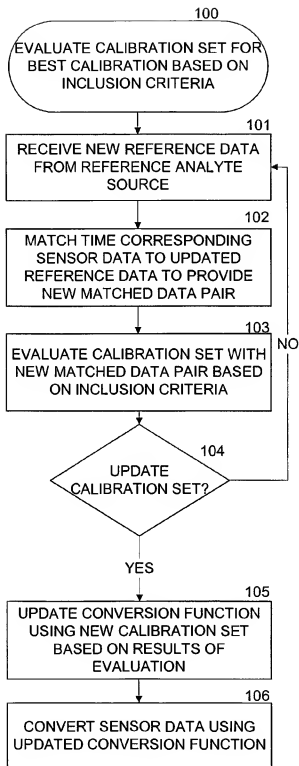 100
EVALUATE CALIBRATION SET FOR
BEST CALIBRATION BASED ON
INCLUSION CRITERIA
101
RECEIVE NEW REFERENCE DATA
FROM REFERENCE ANALYTE
SOURCE
102
MATCH TIME CORRESPONDING
SENSOR DATA TO UPDATED
REFERENCE DATA TO PROVIDE
NEW MATCHED DATA PAIR
103
EVALUATE CALIBRATION SET WITH
NEW MATCHED DATA PAIR BASED
ON INCLUSION CRITERIA
NO
104
UPDATE
CALIBRATION SET?
YES
105
UPDATE CONVERSION FUNCTION
USING NEW CALIBRATION SET
BASED ON RESULTS OF
EVALUATION
106
CONVERT SENSOR DATA USING
UPDATED CONVERSION FUNCTION